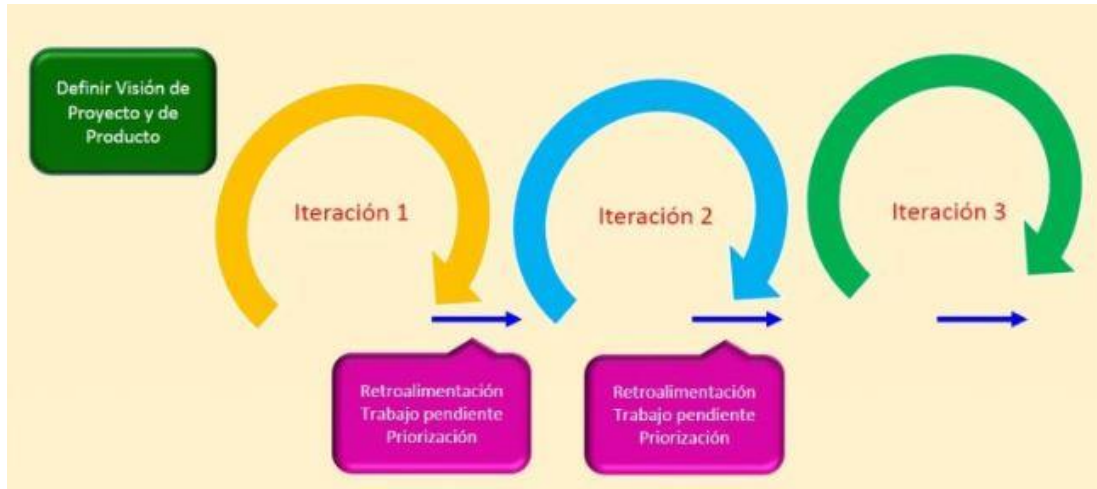 Definir Visión de
Proyecto y de
Producto
Iteración 1
Iteración 2
Iteración 3
Retroalimentación
Trabajo pendiente
Priorización
Retroalimentación
Trabajo pendiente
Priorización